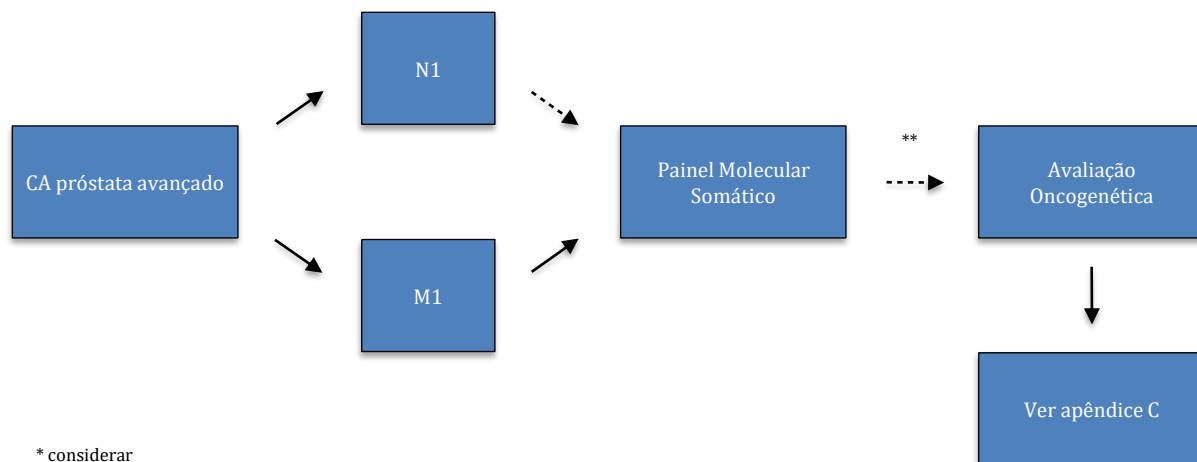 N1
CA próstata avançado
Painel Molecular
Somático
**
Avaliação
Oncogenética
M1
Ver apêndice C
* considerar